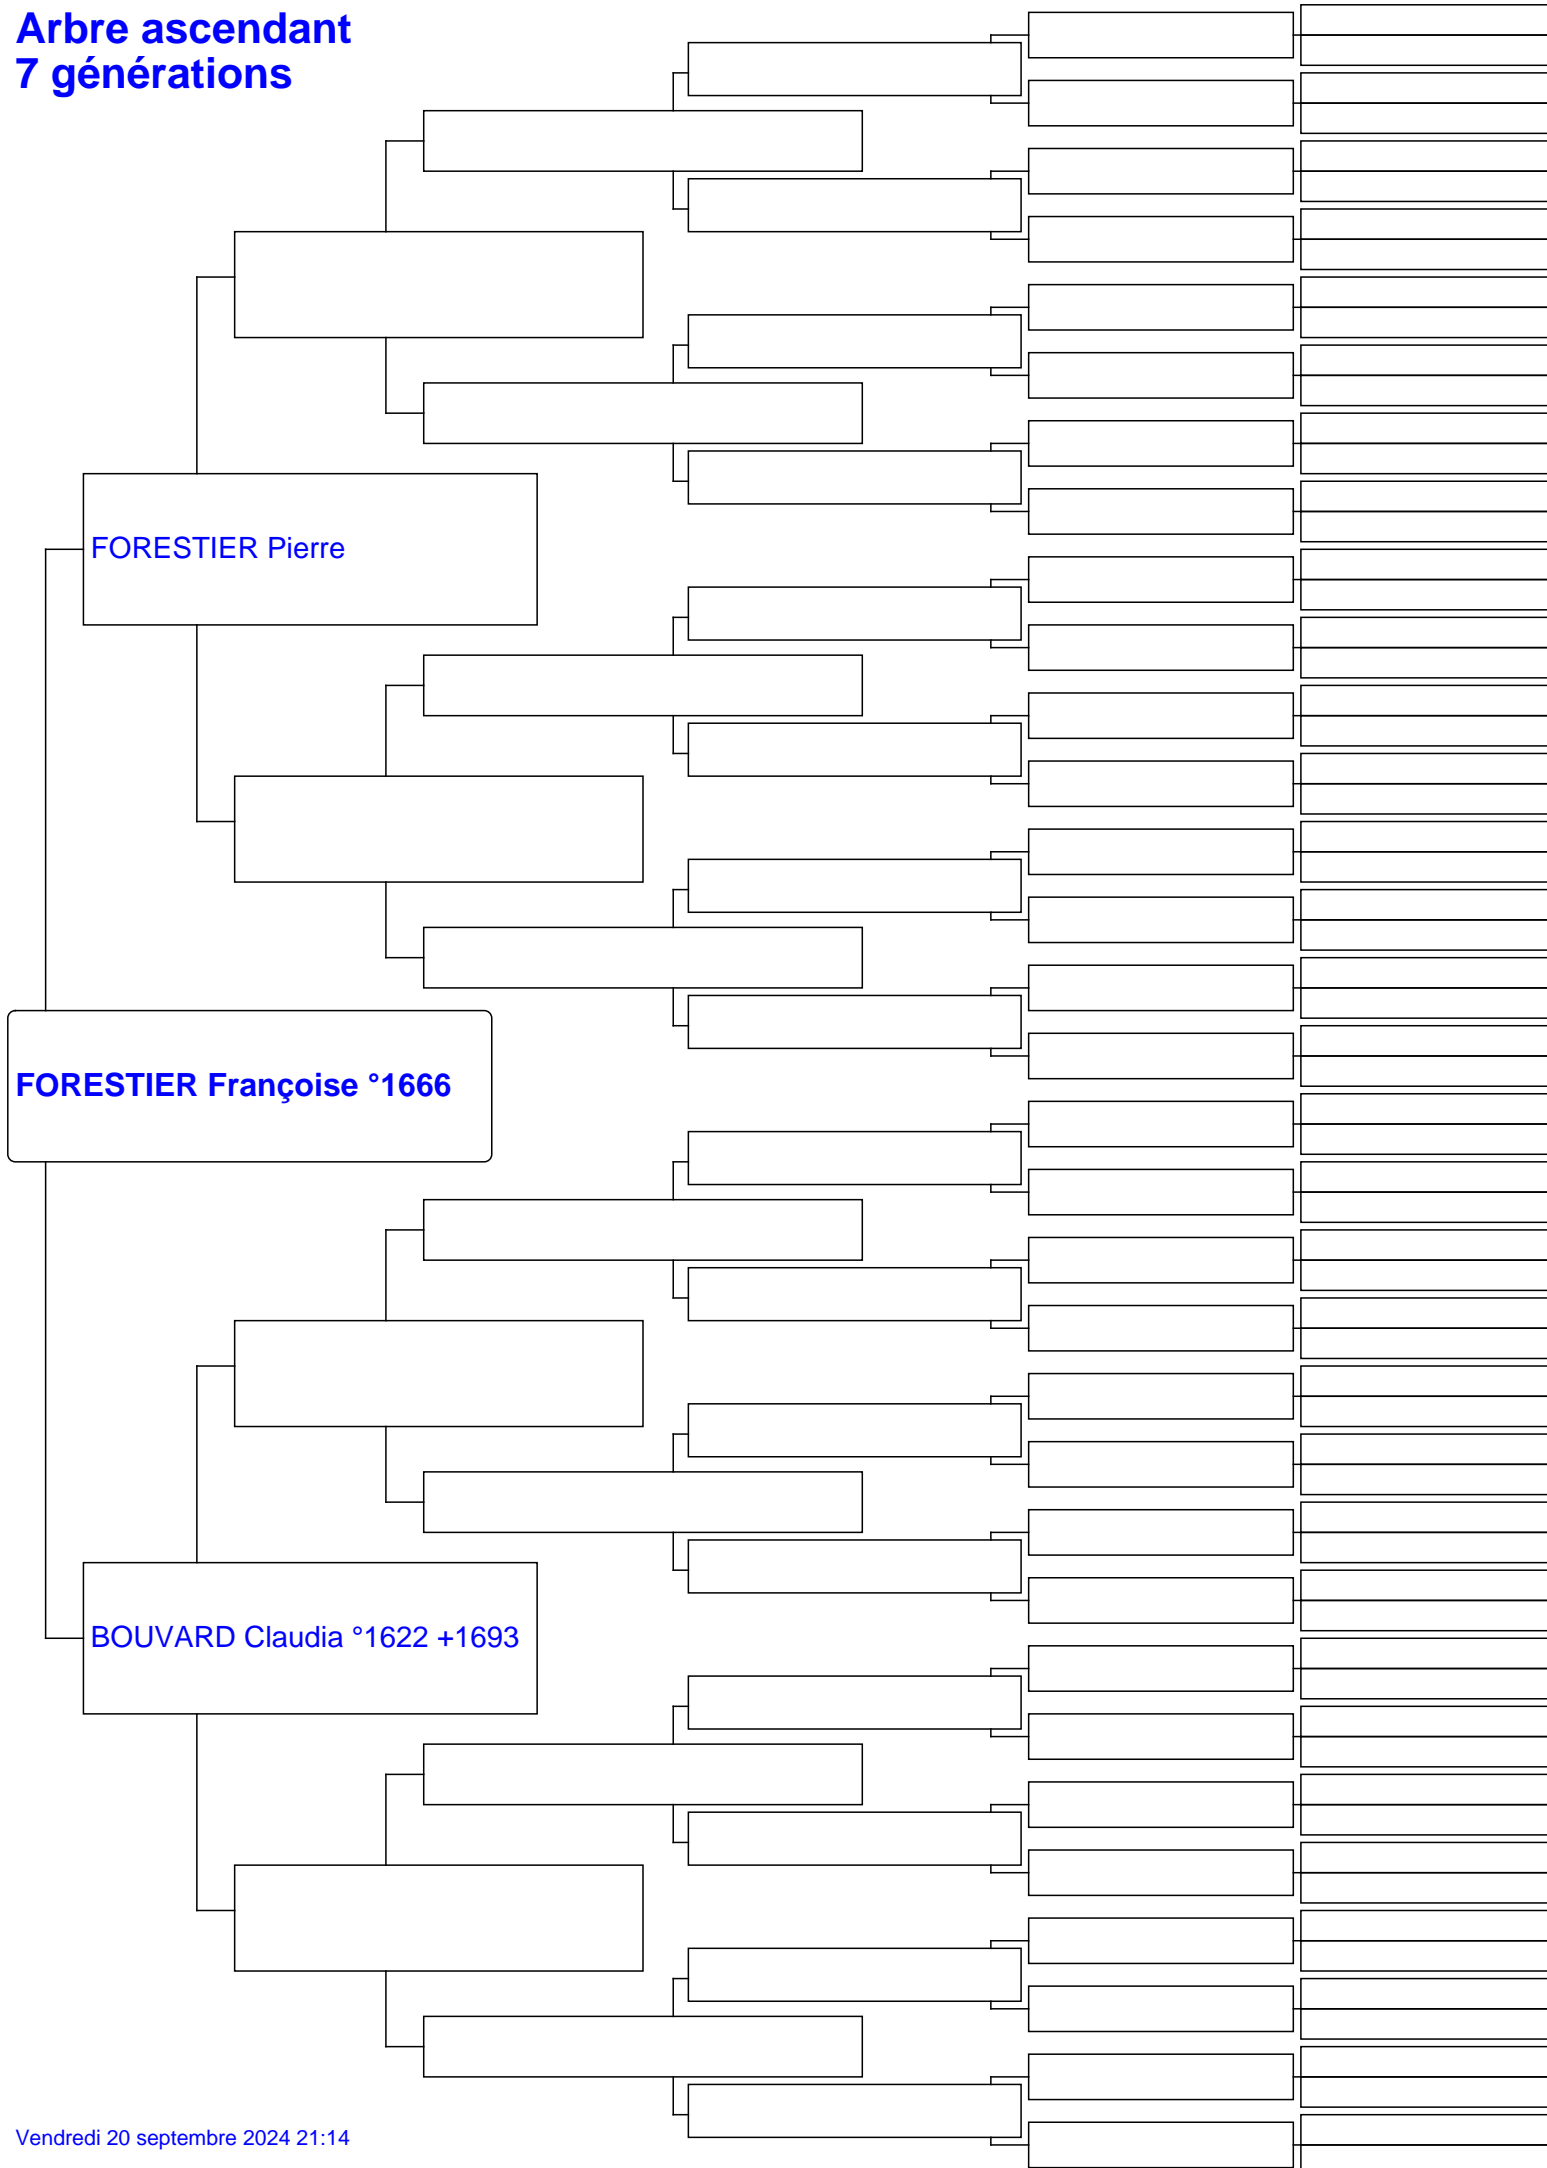 Arbre ascendant
7 générations
FORESTIER Pierre
FORESTIER Françoise °1666
BOUVARD Claudia °1622 +1693
Vendredi 20 septembre 2024 21:14